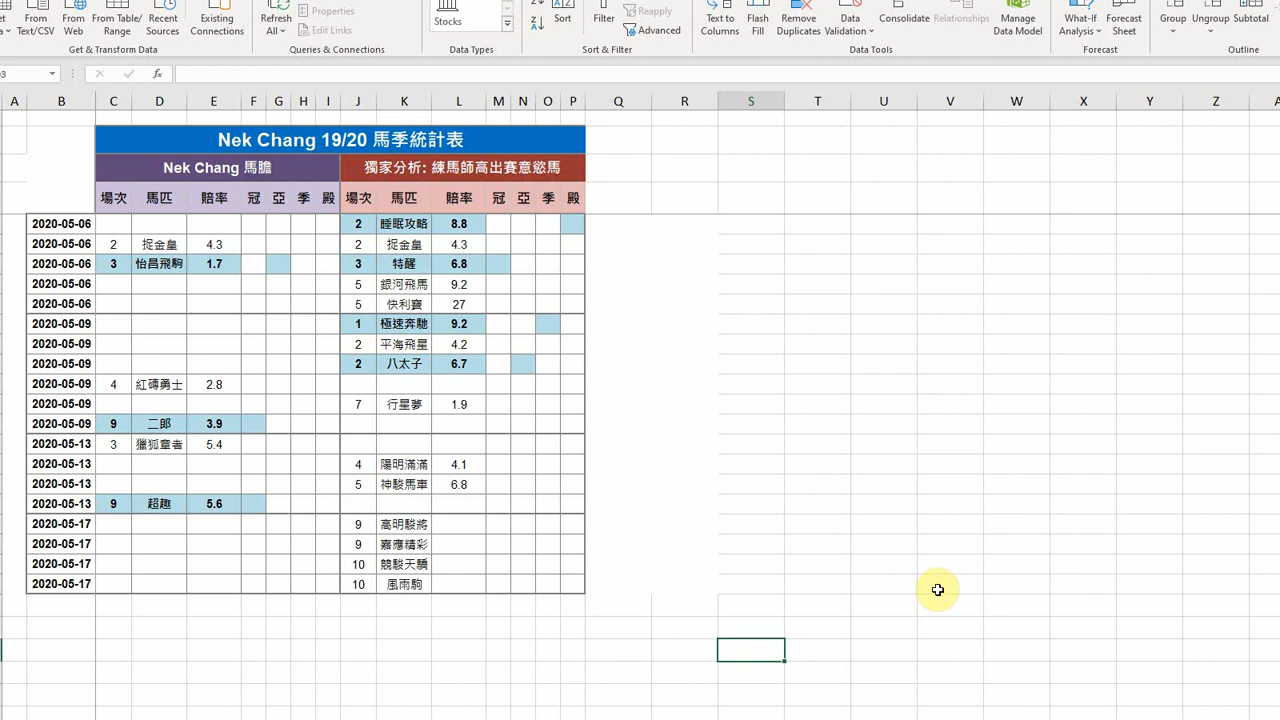 From Text/CSV
From Web
From Table/ Range
Recent Sources
Existing Connections
Get & Transform Data
Refresh All
Properties
Edit Links
Queries & Connections
Stocks
Data Types
Sort
Filter
Reapply
Advanced
Sort & Filter
Text to Columns
Flash Fill
Remove Duplicates
Data Validation
Consolidate
Relationships
Manage Data Model
Data Tools
What-If Analysis
Forecast Sheet
Forecast
Group
Ungroup
Subtotal
Outline
fx
A B C D E F G H I J K L M N O P Q R S T U V W X Y Z
Nek Chang 19/20 馬季統計表
Nek Chang 馬膽 獨家分析: 練馬師高出賽意慾馬
場次 馬匹 賠率 冠 亞 季 殿 場次 馬匹 賠率 冠 亞 季 殿
2020-05-06 2 睡眠攻略 8.8
2020-05-06 2 捉金皇 4.3 2 捉金皇 4.3
2020-05-06 3 怡昌飛駒 1.7 3 特醒 6.8
2020-05-06 5 銀河飛馬 9.2
2020-05-06 5 快利寶 27
2020-05-09 1 極速奔馳 9.2
2020-05-09 2 平海飛星 4.2
2020-05-09 2 八太子 6.7
2020-05-09 4 紅磚勇士 2.8
2020-05-09 7 行星夢 1.9
2020-05-09 9 二郎 3.9
2020-05-13 3 獵狐章者 5.4
2020-05-13 4 陽明滿滿 4.1
2020-05-13 5 神駿馬車 6.8
2020-05-13 9 超趣 5.6
2020-05-17 9 高明駿將
2020-05-17 9 嘉應精彩
2020-05-17 10 競駿天驕
2020-05-17 10 風雨駒